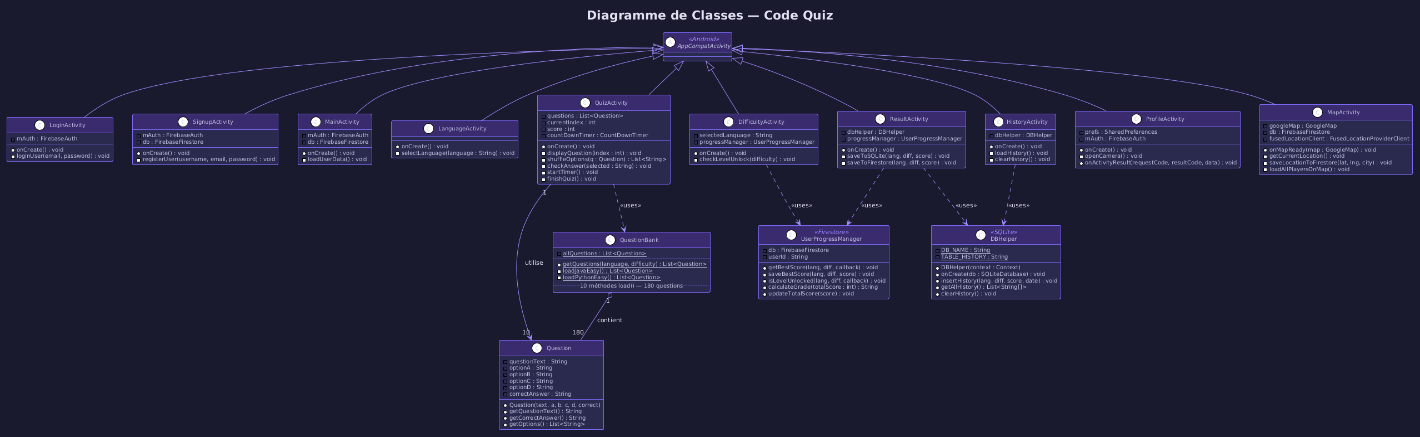 Diagramme de Classes — Code Quiz
«Android»
AppCompatActivity
LoginActivity
mAuth : FirebaseAuth
onCreate() : void
loginUser(email, password) : void
SignupActivity
mAuth : FirebaseAuth
db : FirebaseFirestore
onCreate() : void
registerUser(username, email, password) : void
MainActivity
mAuth : FirebaseAuth
db : FirebaseFirestore
onCreate() : void
loadUserData() : void
LanguageActivity
onCreate() : void
selectLanguage(language : String) : void
QuizActivity
questions : List<Question>
currentIndex : int
score : int
countDownTimer : CountDownTimer
onCreate() : void
displayQuestion(index : int) : void
shuffleOptions(q : Question) : List<String>
checkAnswer(selected : String) : void
startTimer() : void
finishQuiz() : void
DifficultyActivity
selectedLanguage : String
progressManager : UserProgressManager
onCreate() : void
checkLevelUnlock(difficulty) : void
ResultActivity
dbHelper : DBHelper
progressManager : UserProgressManager
onCreate() : void
saveToSQLite(lang, diff, score) : void
saveToFirestore(lang, diff, score) : void
HistoryActivity
dbHelper : DBHelper
onCreate() : void
loadHistory() : void
clearHistory() : void
ProfileActivity
prefs : SharedPreferences
mAuth : FirebaseAuth
onCreate() : void
openCamera() : void
onActivityResult(requestCode, resultCode, data) : void
MapActivity
googleMap : GoogleMap
db : FirebaseFirestore
fusedLocationClient : FusedLocationProviderClient
onMapReady(map : GoogleMap) : void
getCurrentLocation() : void
saveLocationToFirestore(lat, lng, city) : void
loadAllPlayersOnMap() : void
1
«uses»
«uses»
«uses»
«uses»
«uses»
utilise
QuestionBank
allQuestions : List<Question>
getQuestions(language, difficulty) : List<Question>
loadJavaEasy() : List<Question>
loadPythonEasy() : List<Question>
10 méthodes load() — 180 questions
«Firestore»
UserProgressManager
db : FirebaseFirestore
userId : String
getBestScore(lang, diff, callback) : void
saveBestScore(lang, diff, score) : void
isLevelUnlocked(lang, diff, callback) : void
calculateGrade(totalScore : int) : String
updateTotalScore(score) : void
«SQLite»
DBHelper
DB_NAME : String
TABLE_HISTORY : String
DBHelper(context : Context)
onCreate(db : SQLiteDatabase) : void
insertHistory(lang, diff, score, date) : void
getAllHistory() : List<String[]>
clearHistory() : void
1
contient
10
180
Question
questionText : String
optionA : String
optionB : String
optionC : String
optionD : String
correctAnswer : String
Question(text, a, b, c, d, correct)
getQuestionText() : String
getCorrectAnswer() : String
getOptions() : List<String>